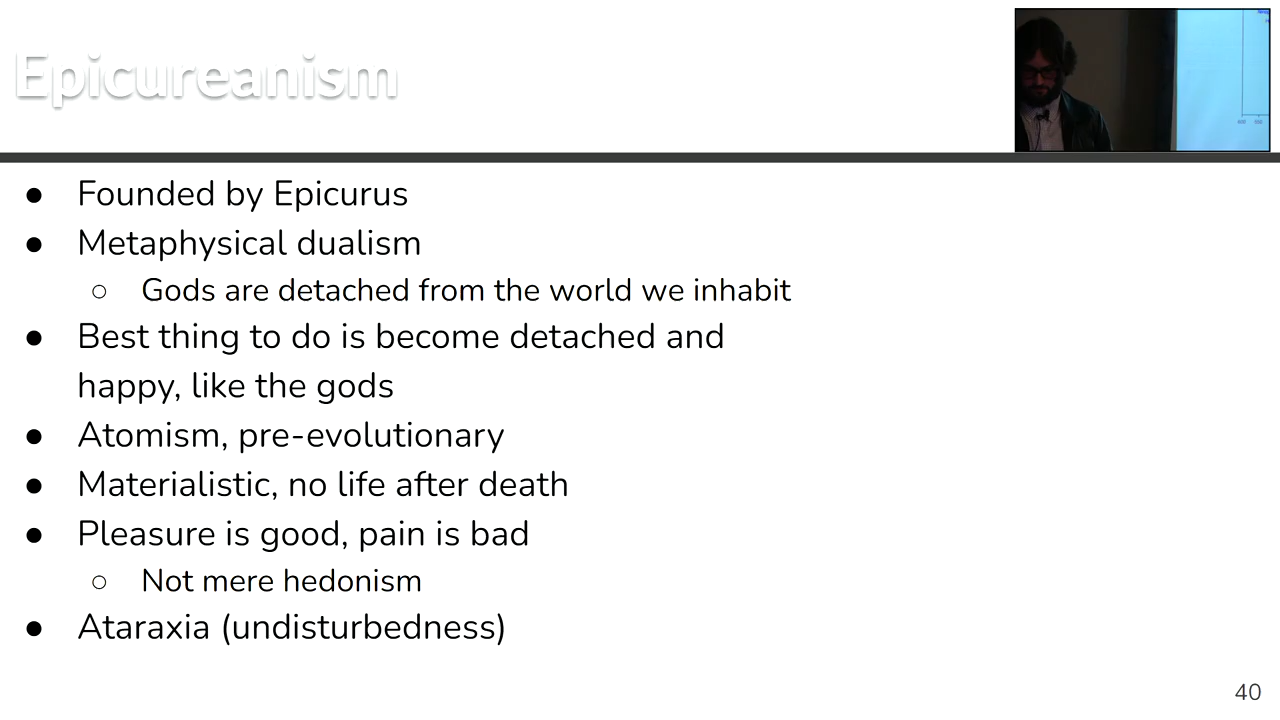 Epicureanism
● Founded by Epicurus
● Metaphysical dualism
○ Gods are detached from the world we inhabit
● Best thing to do is become detached and
happy, like the gods
● Atomism, pre-evolutionary
● Materialistic, no life after death
● Pleasure is good, pain is bad
○ Not mere hedonism
● Ataraxia (undisturbedness)
40